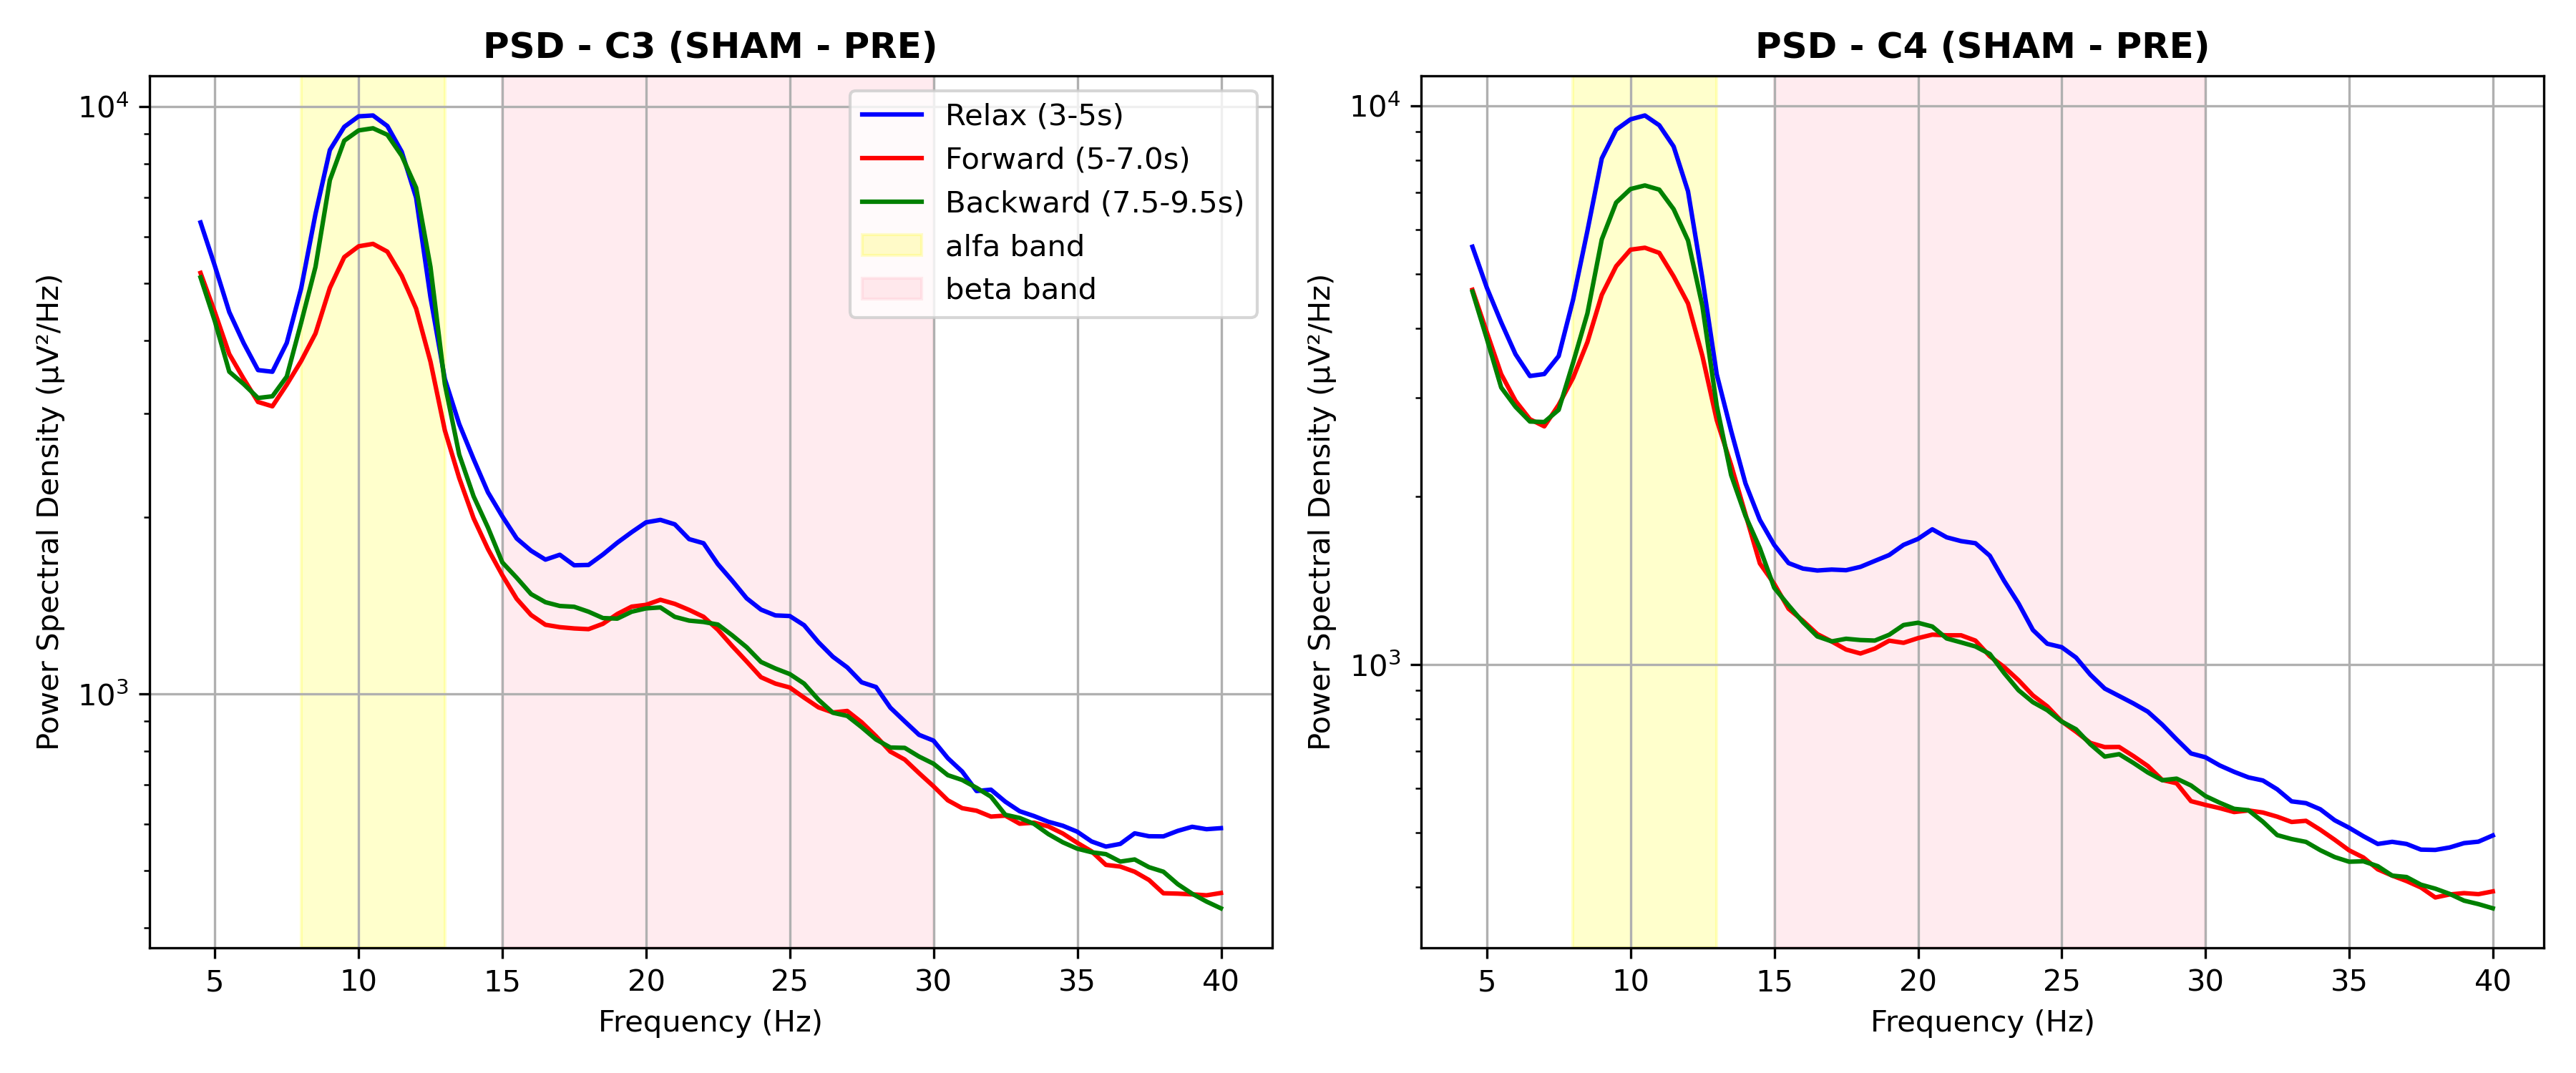 PSD - C3 (SHAM - PRE)
10⁴
10³
Power Spectral Density (µV²/Hz)
Relax (3-5s)
Forward (5-7.0s)
Backward (7.5-9.5s)
alfa band
beta band
5 10 15 20 25 30 35 40
Frequency (Hz)
PSD - C4 (SHAM - PRE)
10⁴
10³
Power Spectral Density (µV²/Hz)
5 10 15 20 25 30 35 40
Frequency (Hz)